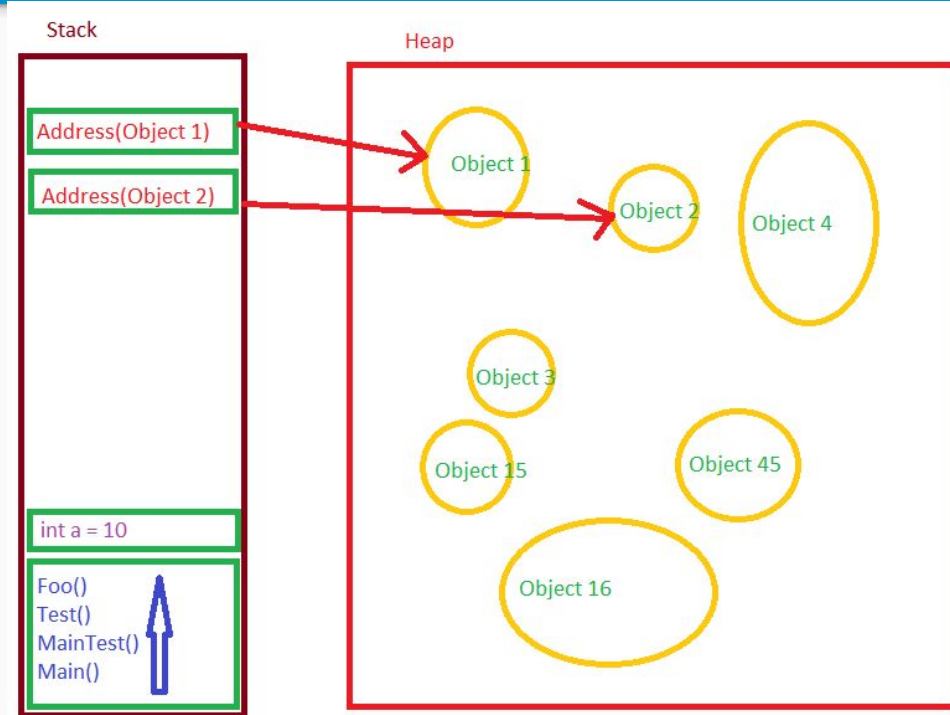 Stack
Heap
Address(Object 1)
Address(Object 2)
Object 1
Object 2
Object 4
Object 3
Object 15
Object 45
Object 16
int a = 10
Foo()
Test()
MainTest()
Main()